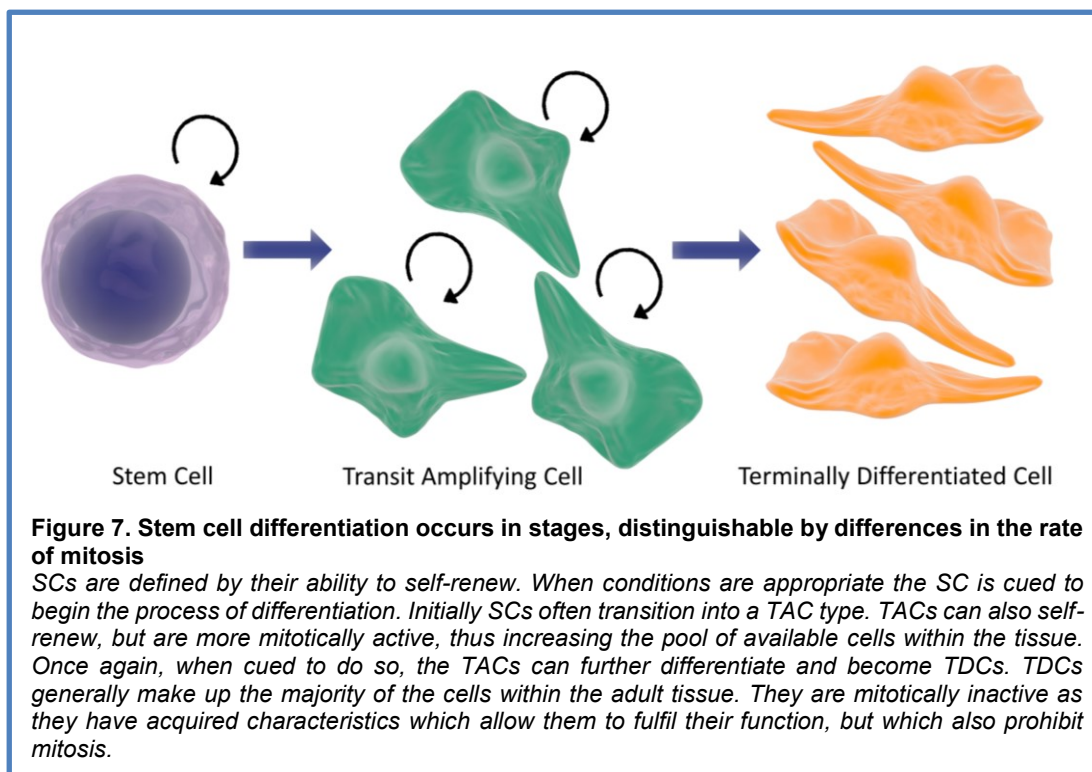 Stem Cell
Transit Amplifying Cell
Terminally Differentiated Cell
Figure 7. Stem cell differentiation occurs in stages, distinguishable by differences in the rate
of mitosis
SCs are defined by their ability to self-renew. When conditions are appropriate the SC is cued to
begin the process of differentiation. Initially SCs often transition into a TAC type. TACs can also self-
renew, but are more mitotically active, thus increasing the pool of available cells within the tissue.
Once again, when cued to do so, the TACs can further differentiate and become TDCs. TDCs
generally make up the majority of the cells within the adult tissue. They are mitotically inactive as
they have acquired characteristics which allow them to fulfil their function, but which also prohibit
mitosis.